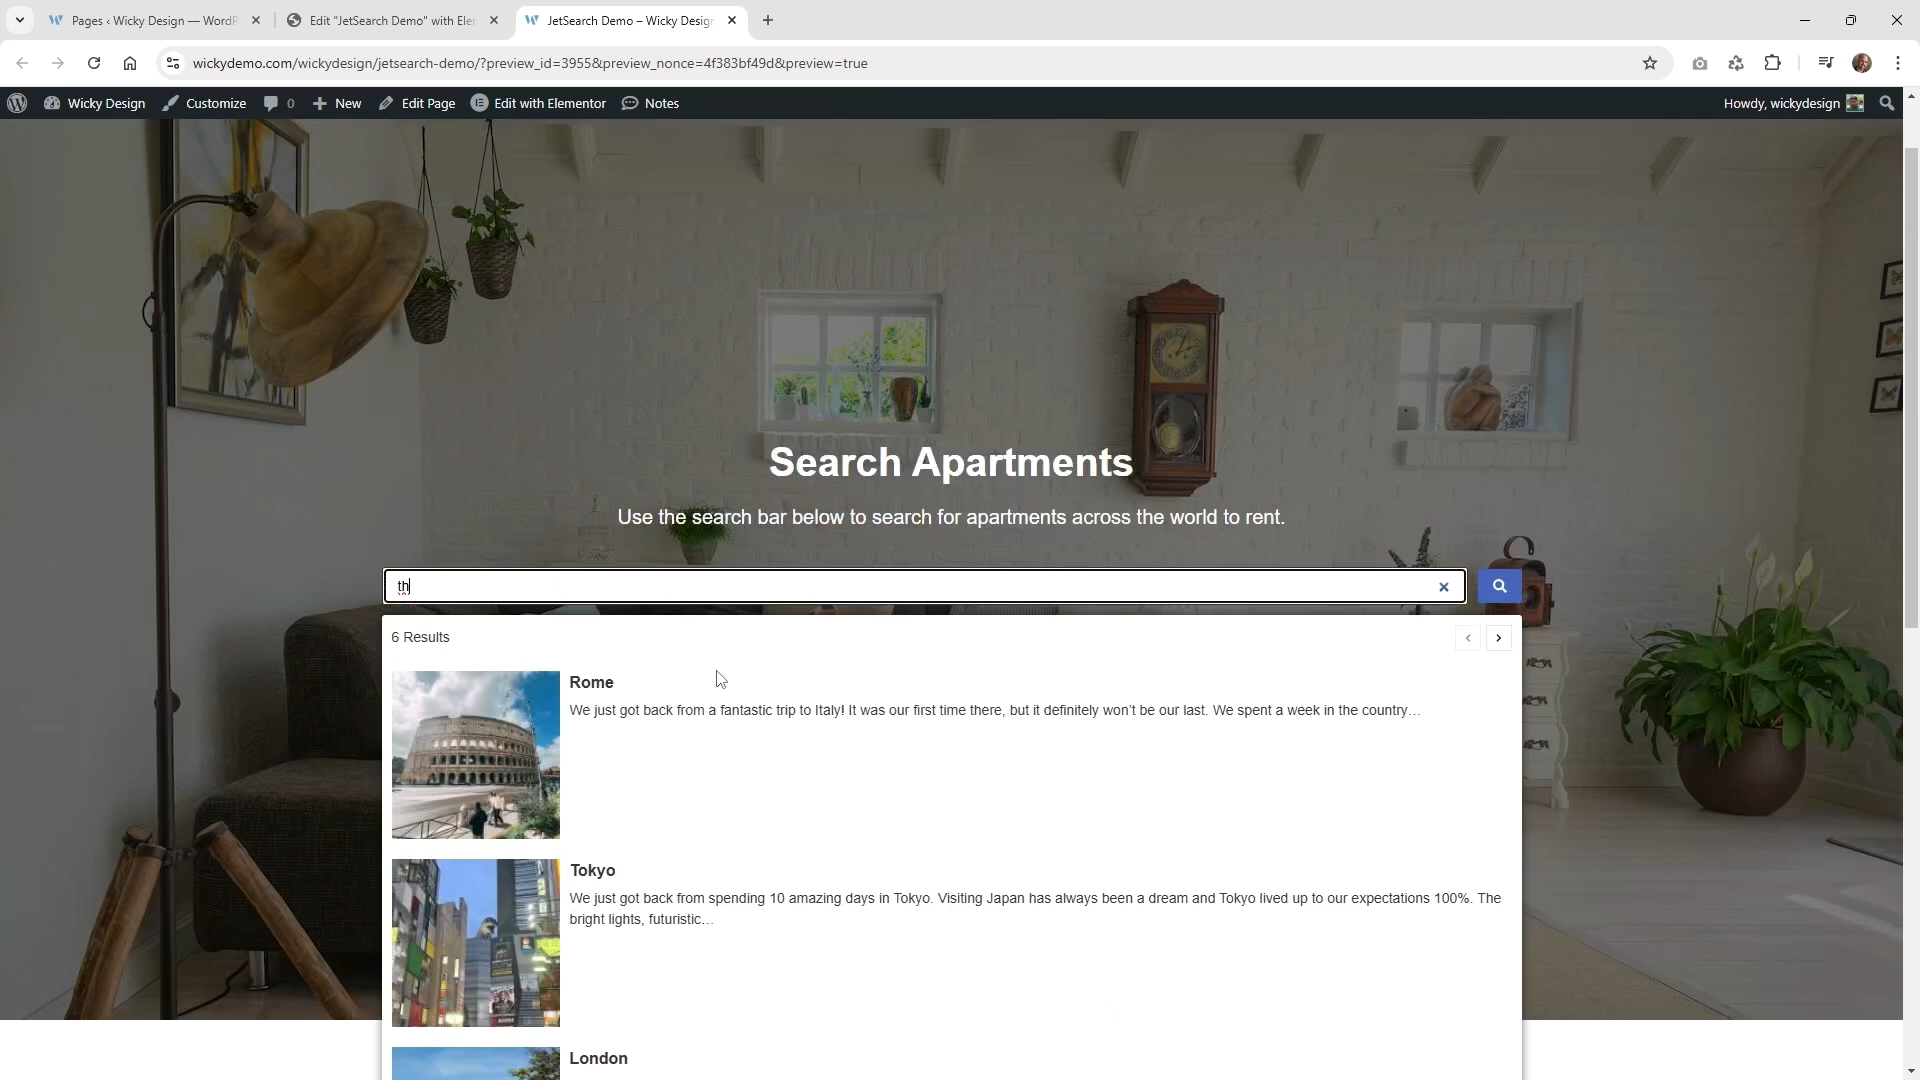 Pages ‹ Wicky Design — WordP
Edit "JetSearch Demo" with Ele
JetSearch Demo – Wicky Desig
wickydemo.com/wickydesign/jetsearch-demo/?preview_id=3955&preview_nonce=4f383bf49d&preview=true
Wicky Design
Customize
0
New
Edit Page
Edit with Elementor
Notes
Howdy, wickydesign
Search Apartments
Use the search bar below to search for apartments across the world to rent.
th
6 Results
Rome
We just got back from a fantastic trip to Italy! It was our first time there, but it definitely won't be our last. We spent a week in the country…
Tokyo
We just got back from spending 10 amazing days in Tokyo. Visiting Japan has always been a dream and Tokyo lived up to our expectations 100%. The
bright lights, futuristic…
London